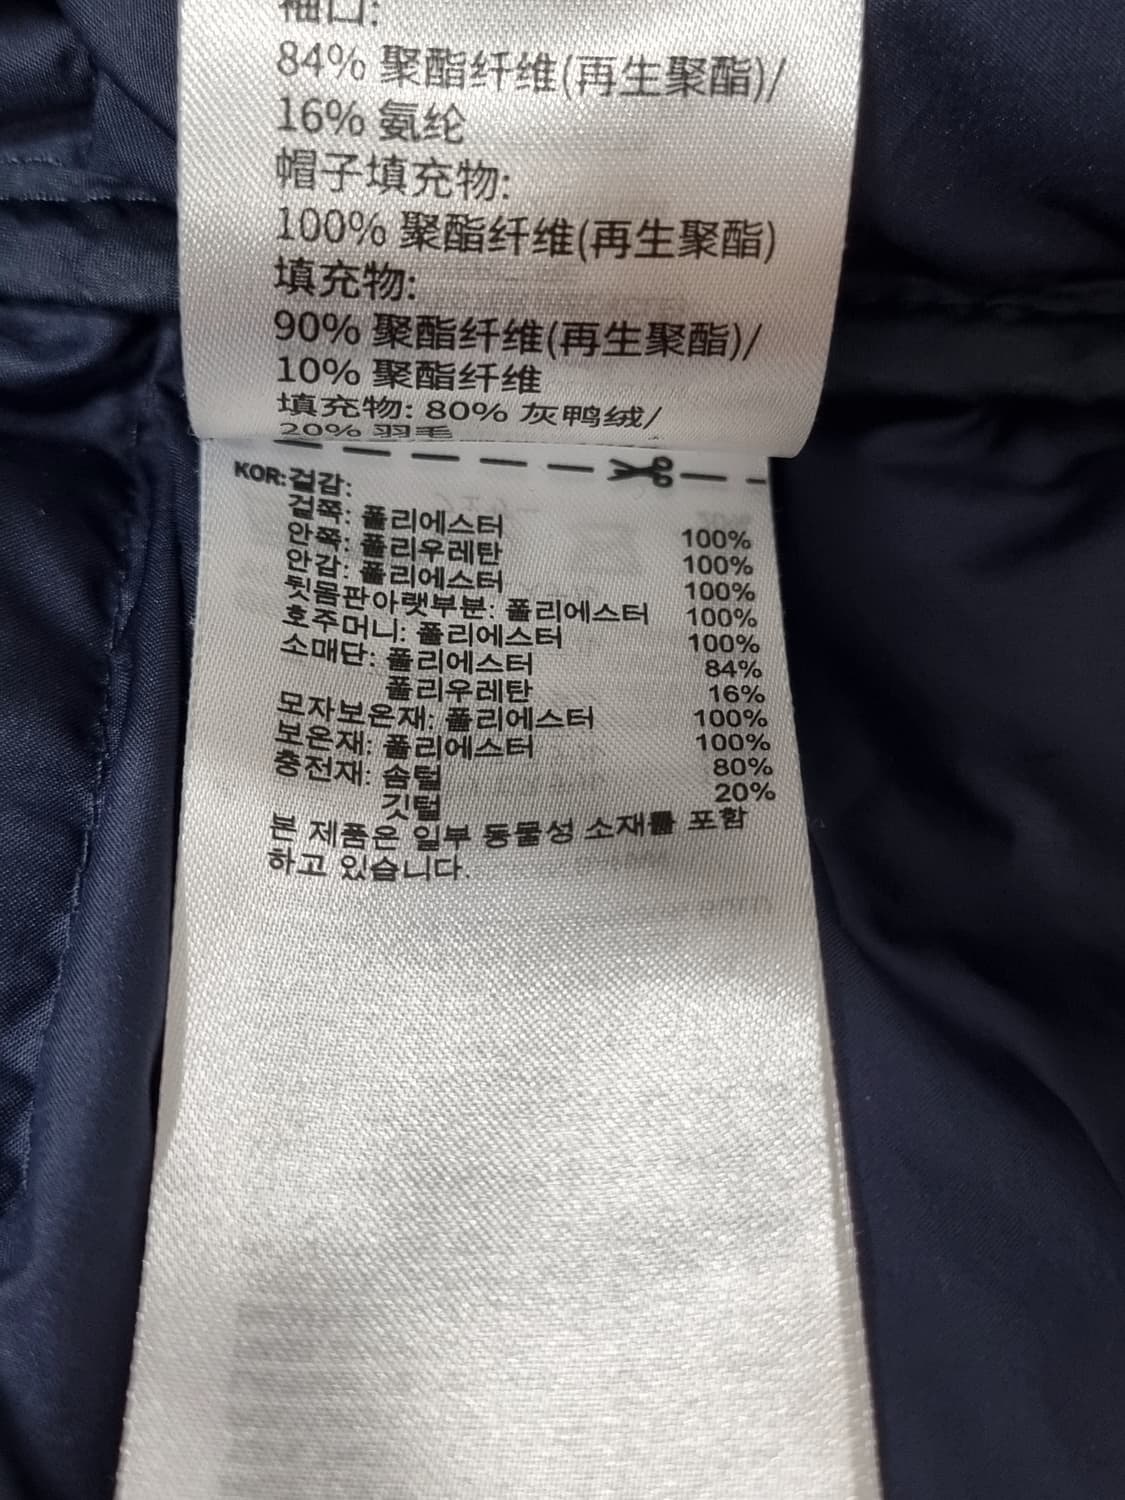 袖口:
84% 聚酯纤维(再生聚酯)/
16% 氨纶
帽子填充物:
100% 聚酯纤维(再生聚酯)
填充物:
90% 聚酯纤维(再生聚酯)/
10% 聚酯纤维
填充物: 80% 灰鸭绒/
20% 羽毛
KOR:겉감:
겉쪽: 폴리에스터 100%
안쪽: 폴리우레탄 100%
안감: 폴리에스터 100%
뒷몸판아랫부분: 폴리에스터 100%
호주머니: 폴리에스터 100%
소매단: 폴리에스터 84%
폴리우레탄 16%
모자보온재: 폴리에스터 100%
보온재: 폴리에스터 100%
충전재: 솜털 80%
깃털 20%
본 제품은 일부 동물성 소재를 포함
하고 있습니다.